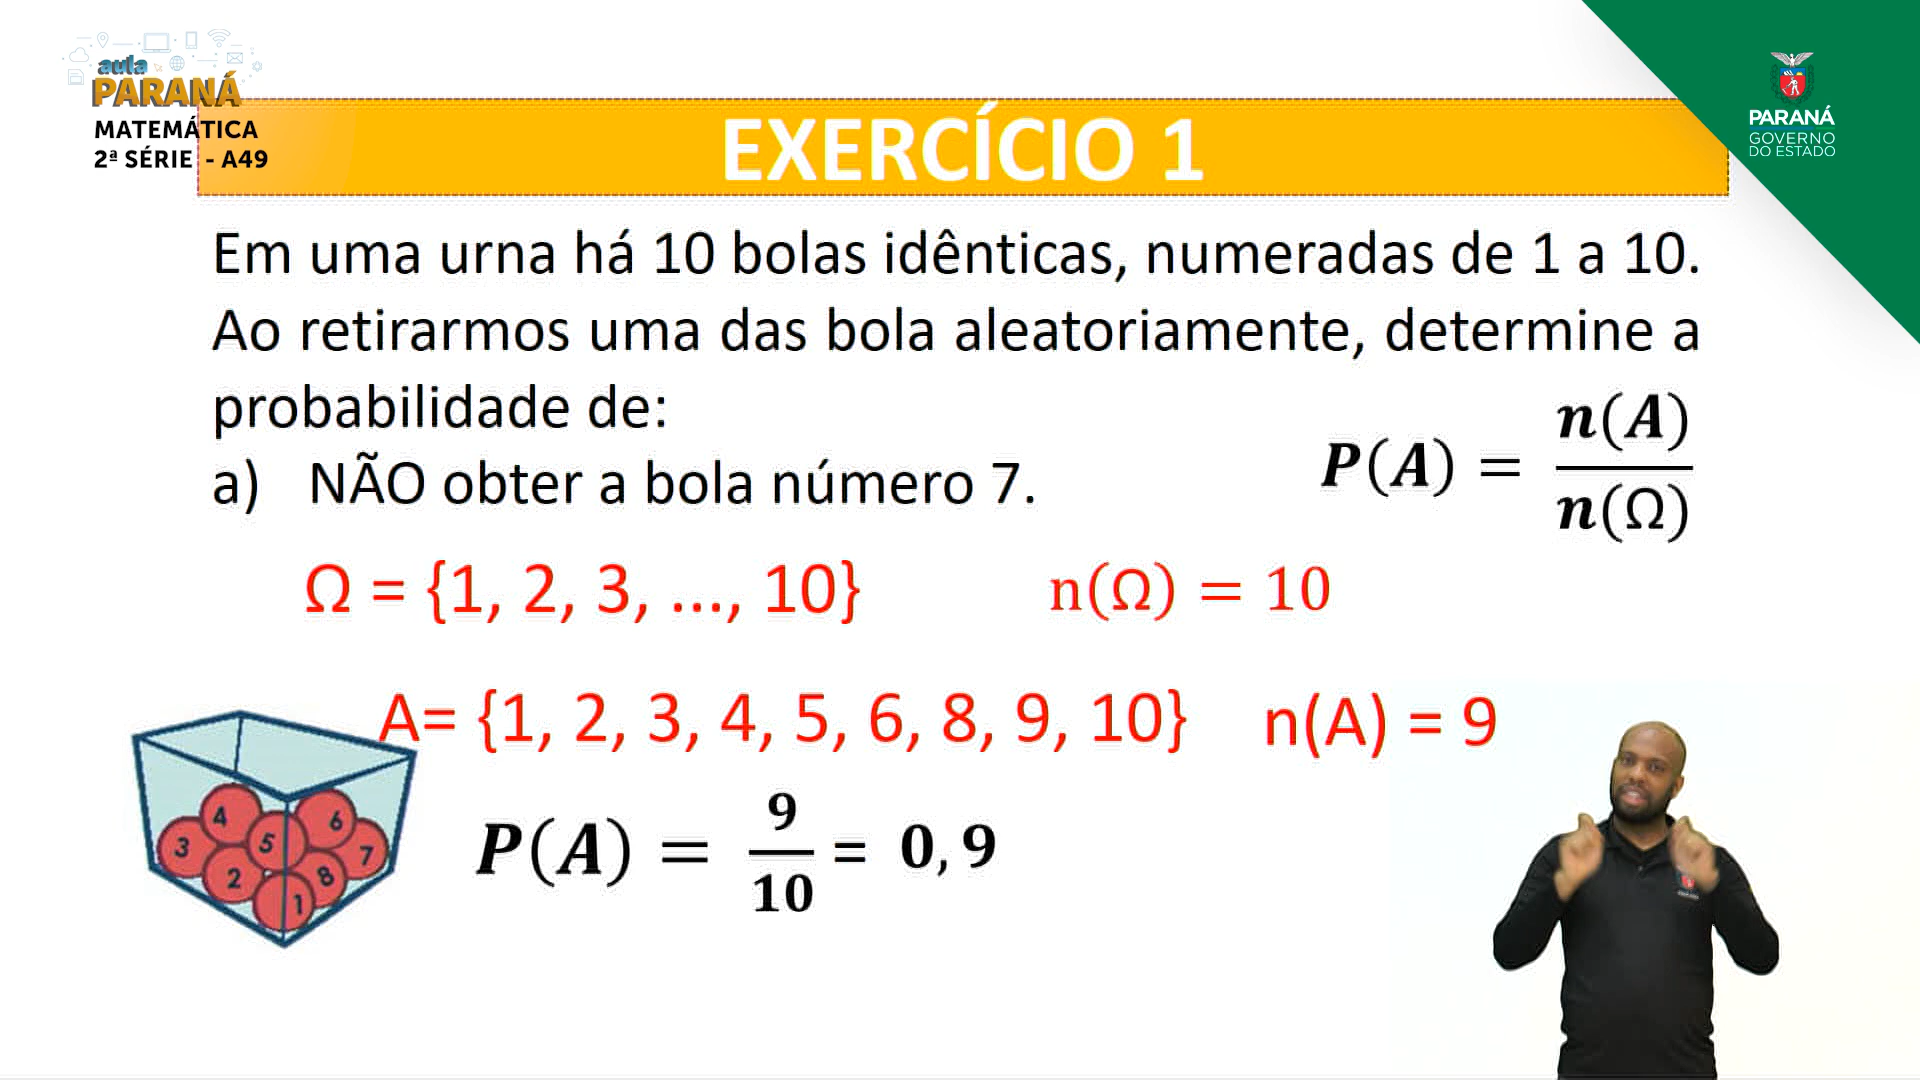 aula
PARANÁ
MATEMÁTICA
2ª SÉRIE - A49
PARANÁ
GOVERNO
DO ESTADO
EXERCÍCIO 1
Em uma urna há 10 bolas idênticas, numeradas de 1 a 10.
Ao retirarmos uma das bola aleatoriamente, determine a
probabilidade de:
a) NÃO obter a bola número 7.
P(A) = n(A)/n(Ω)
Ω = {1, 2, 3, ..., 10} n(Ω) = 10
A= {1, 2, 3, 4, 5, 6, 8, 9, 10} n(A) = 9
P(A) = 9/10 = 0,9
4
6
3
5
7
2
8
1